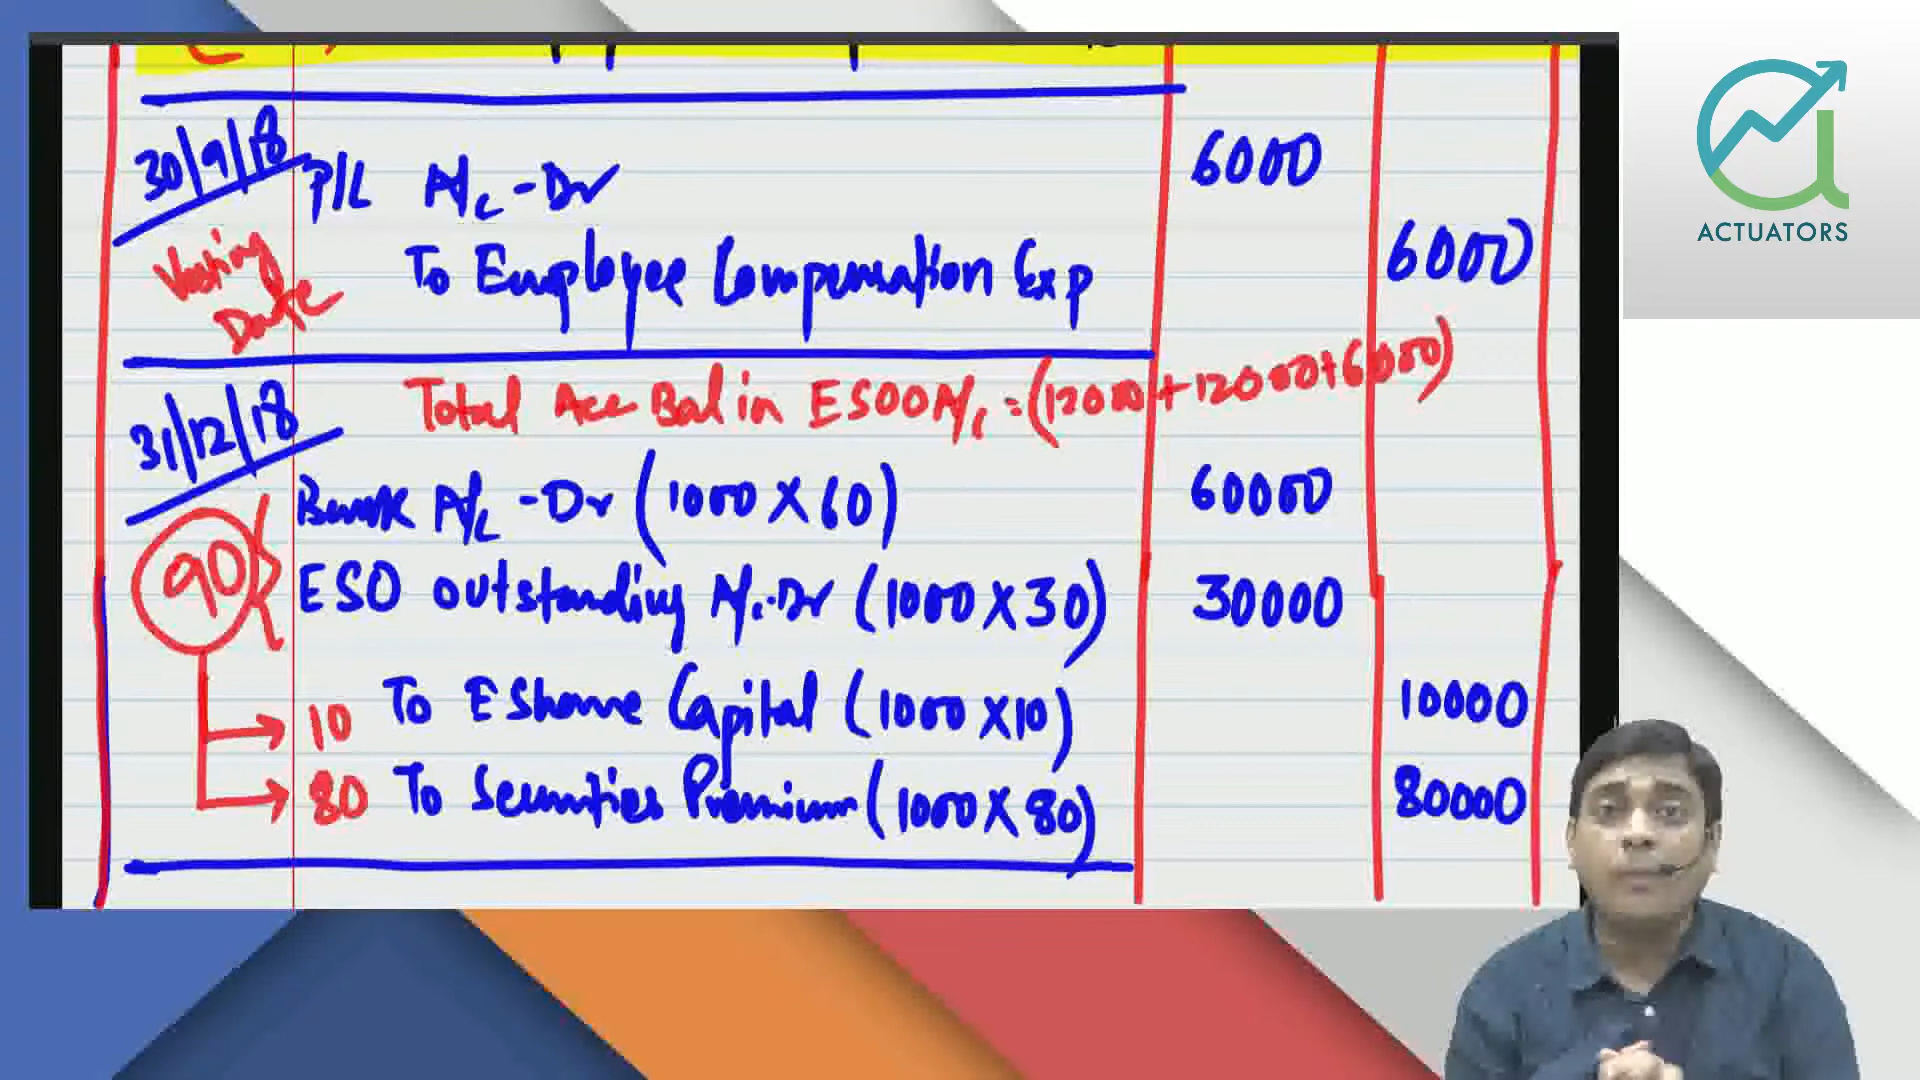 30/9/18
P/L A/c - Dr 6000
To Employee Compensation Exp 6000
Vesting Date
31/12/18
Total Acc Bal in ESOO A/c = (12000 + 12000 + 6000)
Bank A/c - Dr (1000 X 60) 60000
90
ESO outstanding A/c - Dr (1000 X 30) 30000
10 To E Share Capital (1000 X 10) 10000
80 To Securities Premium (1000 X 80) 80000
ACTUATORS